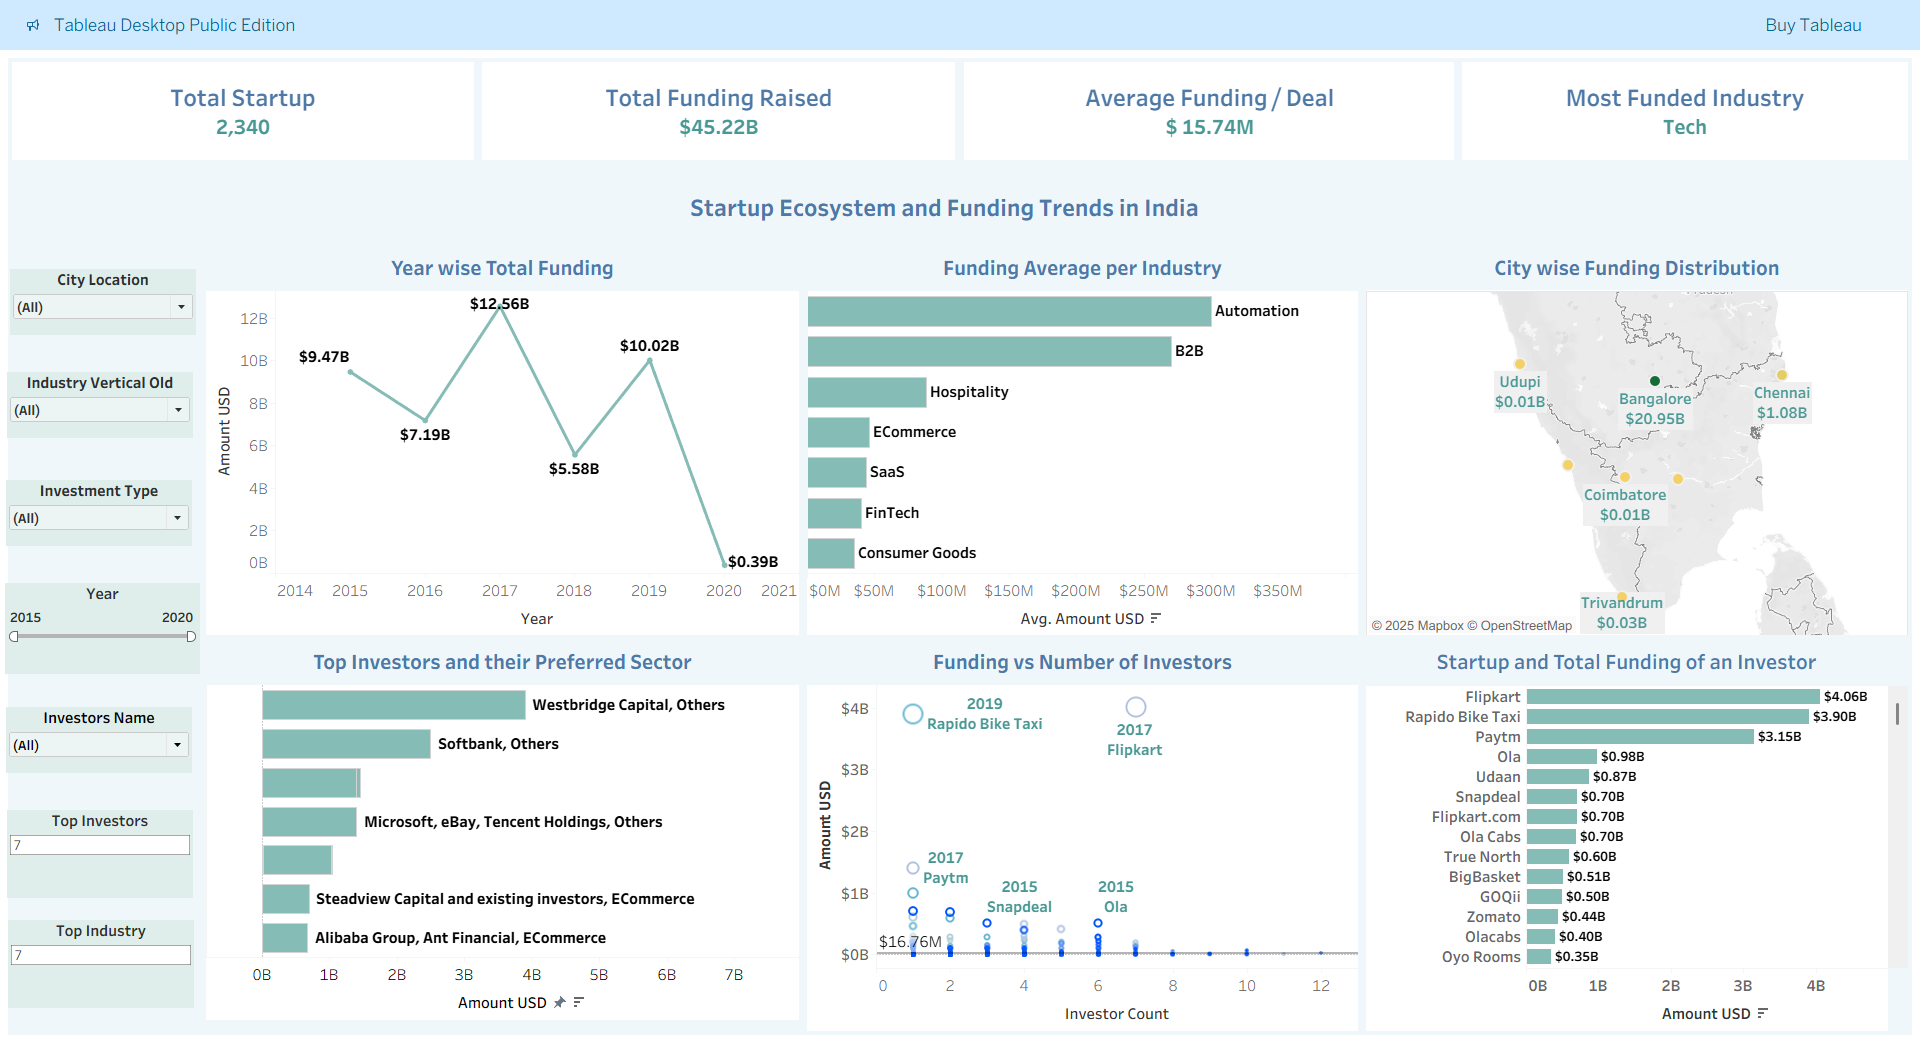 Tableau Desktop Public Edition
Buy Tableau
Total Startup
2,340
Total Funding Raised
$45.22B
Average Funding / Deal
$ 15.74M
Most Funded Industry
Tech
Startup Ecosystem and Funding Trends in India
City Location
(All)
Industry Vertical Old
(All)
Investment Type
(All)
Year
2015 2020
Investors Name
(All)
Top Investors
7
Top Industry
7
Year wise Total Funding
Amount USD
12B
10B
8B
6B
4B
2B
0B
$9.47B
$7.19B
$12.56B
$5.58B
$10.02B
$0.39B
2014 2015 2016 2017 2018 2019 2020 2021
Year
Funding Average per Industry
Automation
B2B
Hospitality
ECommerce
SaaS
FinTech
Consumer Goods
$0M $50M $100M $150M $200M $250M $300M $350M
Avg. Amount USD
City wise Funding Distribution
Udupi
$0.01B
Bangalore
$20.95B
Chennai
$1.08B
Coimbatore
$0.01B
Trivandrum
$0.03B
© 2025 Mapbox © OpenStreetMap
Top Investors and their Preferred Sector
Westbridge Capital, Others
Softbank, Others
Microsoft, eBay, Tencent Holdings, Others
Steadview Capital and existing investors, ECommerce
Alibaba Group, Ant Financial, ECommerce
0B 1B 2B 3B 4B 5B 6B 7B
Amount USD
Funding vs Number of Investors
Amount USD
$4B
$3B
$2B
$1B
$0B
2019
Rapido Bike Taxi
2017
Flipkart
2017
Paytm
2015
Snapdeal
2015
Ola
$16.76M
0 2 4 6 8 10 12
Investor Count
Startup and Total Funding of an Investor
Flipkart $4.06B
Rapido Bike Taxi $3.90B
Paytm $3.15B
Ola $0.98B
Udaan $0.87B
Snapdeal $0.70B
Flipkart.com $0.70B
Ola Cabs $0.70B
True North $0.60B
BigBasket $0.51B
GOQii $0.50B
Zomato $0.44B
Olacabs $0.40B
Oyo Rooms $0.35B
0B 1B 2B 3B 4B
Amount USD